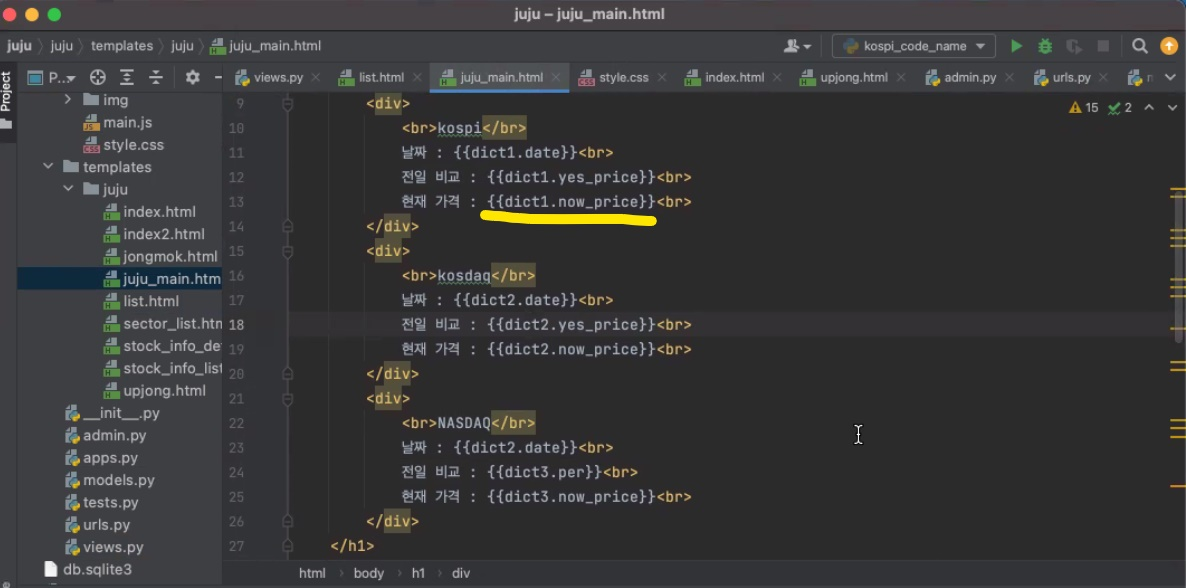 juju – juju_main.html
juju juju templates juju juju_main.html kospi_code_name
Project P... views.py list.html juju_main.html style.css index.html upjong.html admin.py urls.py
img
main.js
style.css
templates
juju
index.html
index2.html
jongmok.html
juju_main.htm
list.html
sector_list.htm
stock_info_de
stock_info_list
upjong.html
__init__.py
admin.py
apps.py
models.py
tests.py
urls.py
views.py
db.sqlite3
15 2
9 <div>
10 <br>kospi</br>
11 날짜 : {{dict1.date}}<br>
12 전일 비교 : {{dict1.yes_price}}<br>
13 현재 가격 : {{dict1.now_price}}<br>
14 </div>
15 <div>
16 <br>kosdaq</br>
17 날짜 : {{dict2.date}}<br>
18 전일 비교 : {{dict2.yes_price}}<br>
19 현재 가격 : {{dict2.now_price}}<br>
20 </div>
21 <div>
22 <br>NASDAQ</br>
23 날짜 : {{dict2.date}}<br>
24 전일 비교 : {{dict3.per}}<br>
25 현재 가격 : {{dict3.now_price}}<br>
26 </div>
27 </h1>
html body h1 div